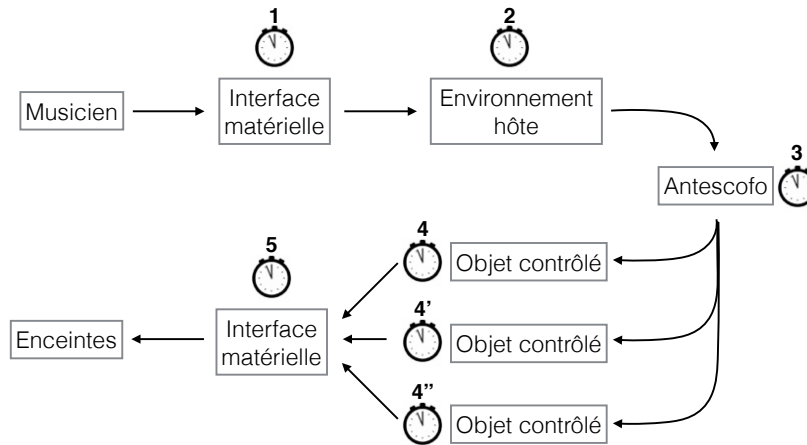 1
2
Musicien
Interface
matérielle
Environnement
hôte
3
Antescofo
4
Objet contrôlé
5
4'
Objet contrôlé
Interface
matérielle
Enceintes
4''
Objet contrôlé